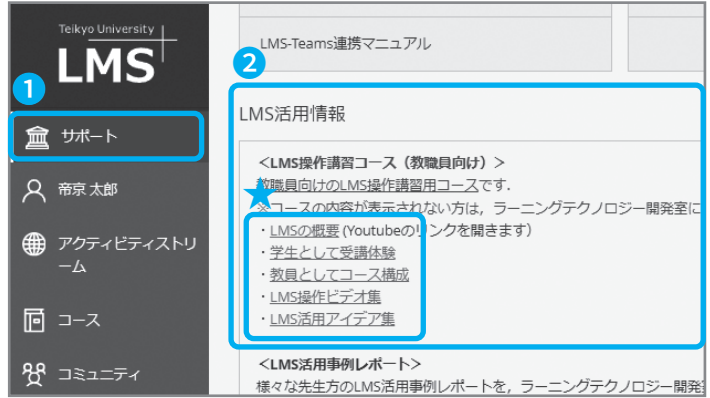 Teikyo University
LMS
1
サポート
帝京 太郎
アクティビティストリ
ーム
コース
コミュニティ
LMS-Teams連携マニュアル
2
LMS活用情報
<LMS操作講習コース（教職員向け）>
教職員向けのLMS操作講習用コースです.
※コースの内容が表示されない方は，ラーニングテクノロジー開発室に
・LMSの概要 (Youtubeのリンクを開きます）
・学生として受講体験
・教員としてコース構成
・LMS操作ビデオ集
・LMS活用アイデア集
<LMS活用事例レポート>
様々な先生方のLMS活用事例レポートを，ラーニングテクノロジー開発